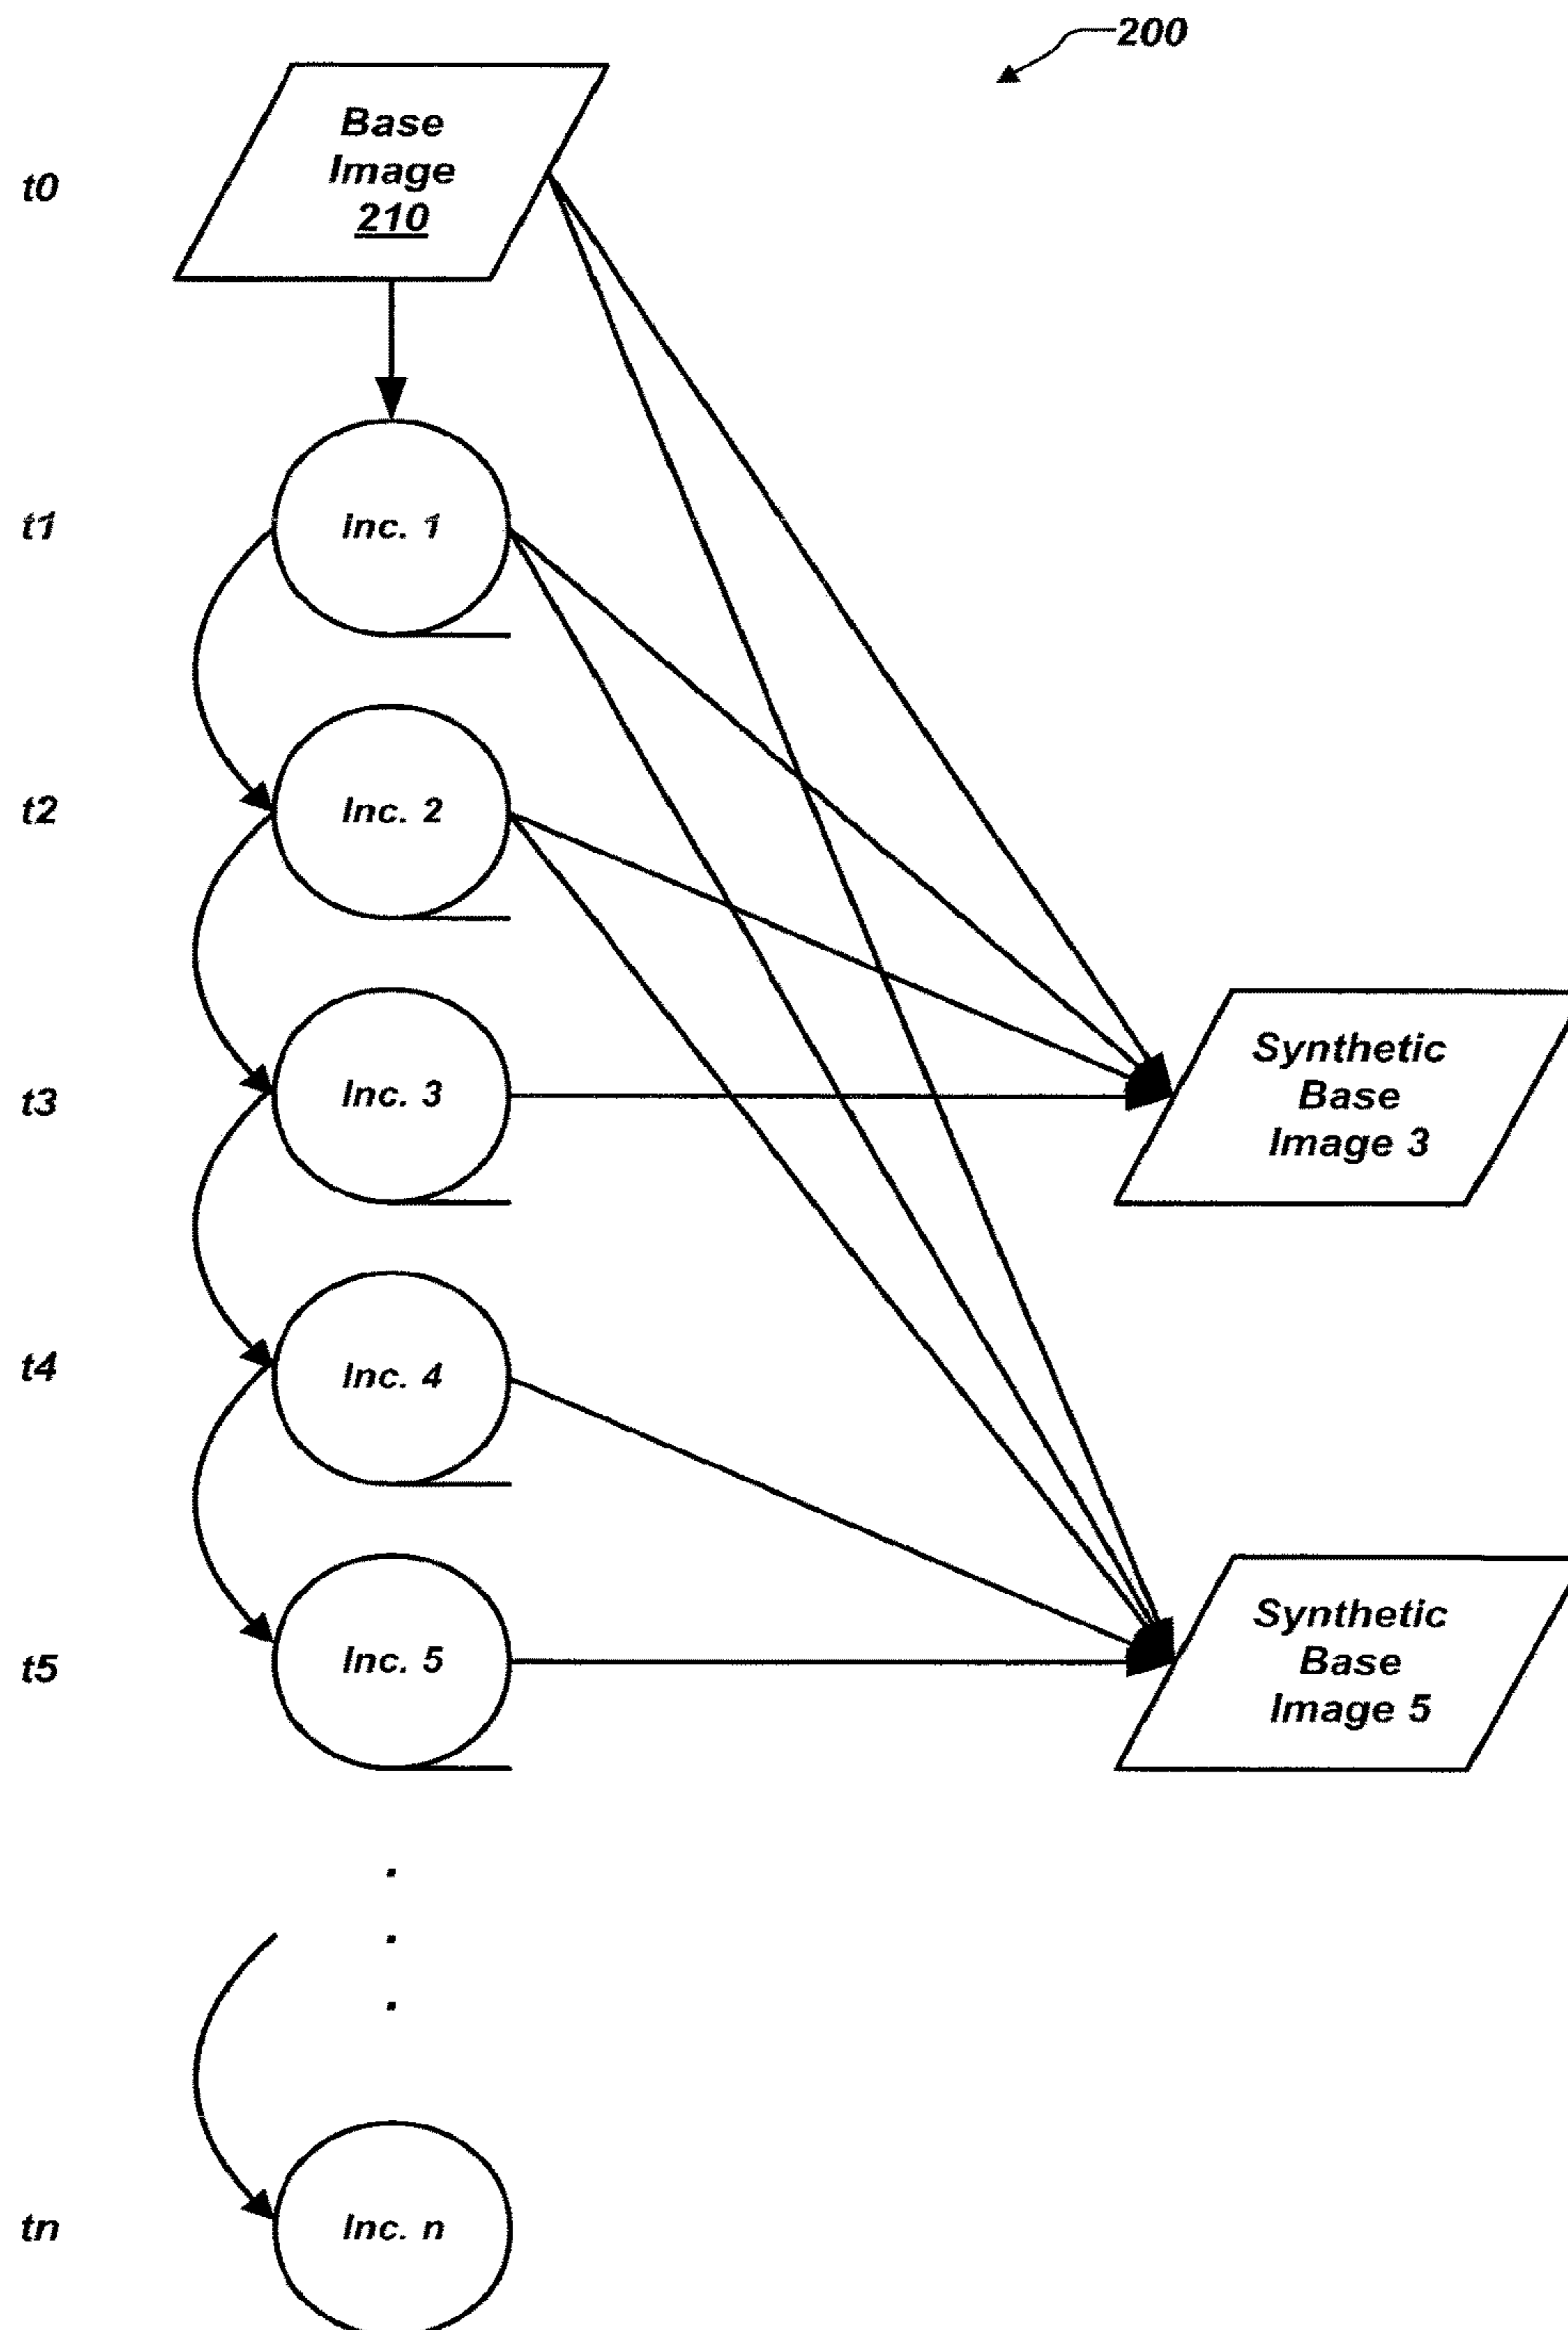 200
Base
Image
210
t0
t1
Inc. 1
t2
Inc. 2
t3
Inc. 3
Synthetic
Base
Image 3
t4
Inc. 4
t5
Inc. 5
Synthetic
Base
Image 5
.
.
.
tn
Inc. n